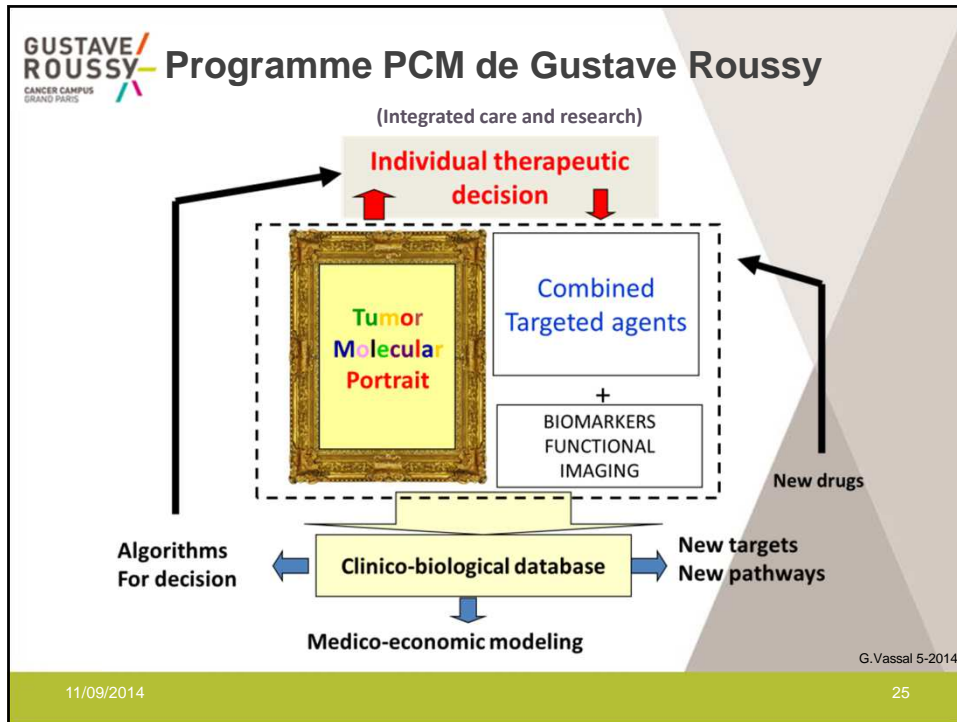 GUSTAVE/
ROUSSY
CANCER CAMPUS
GRAND PARIS
Programme PCM de Gustave Roussy
(Integrated care and research)
Individual therapeutic
decision
Tumor
Molecular
Portrait
Combined
Targeted agents
+
BIOMARKERS
FUNCTIONAL
IMAGING
New drugs
Algorithms
For decision
Clinico-biological database
New targets
New pathways
Medico-economic modeling
G.Vassal 5-2014
11/09/2014
25